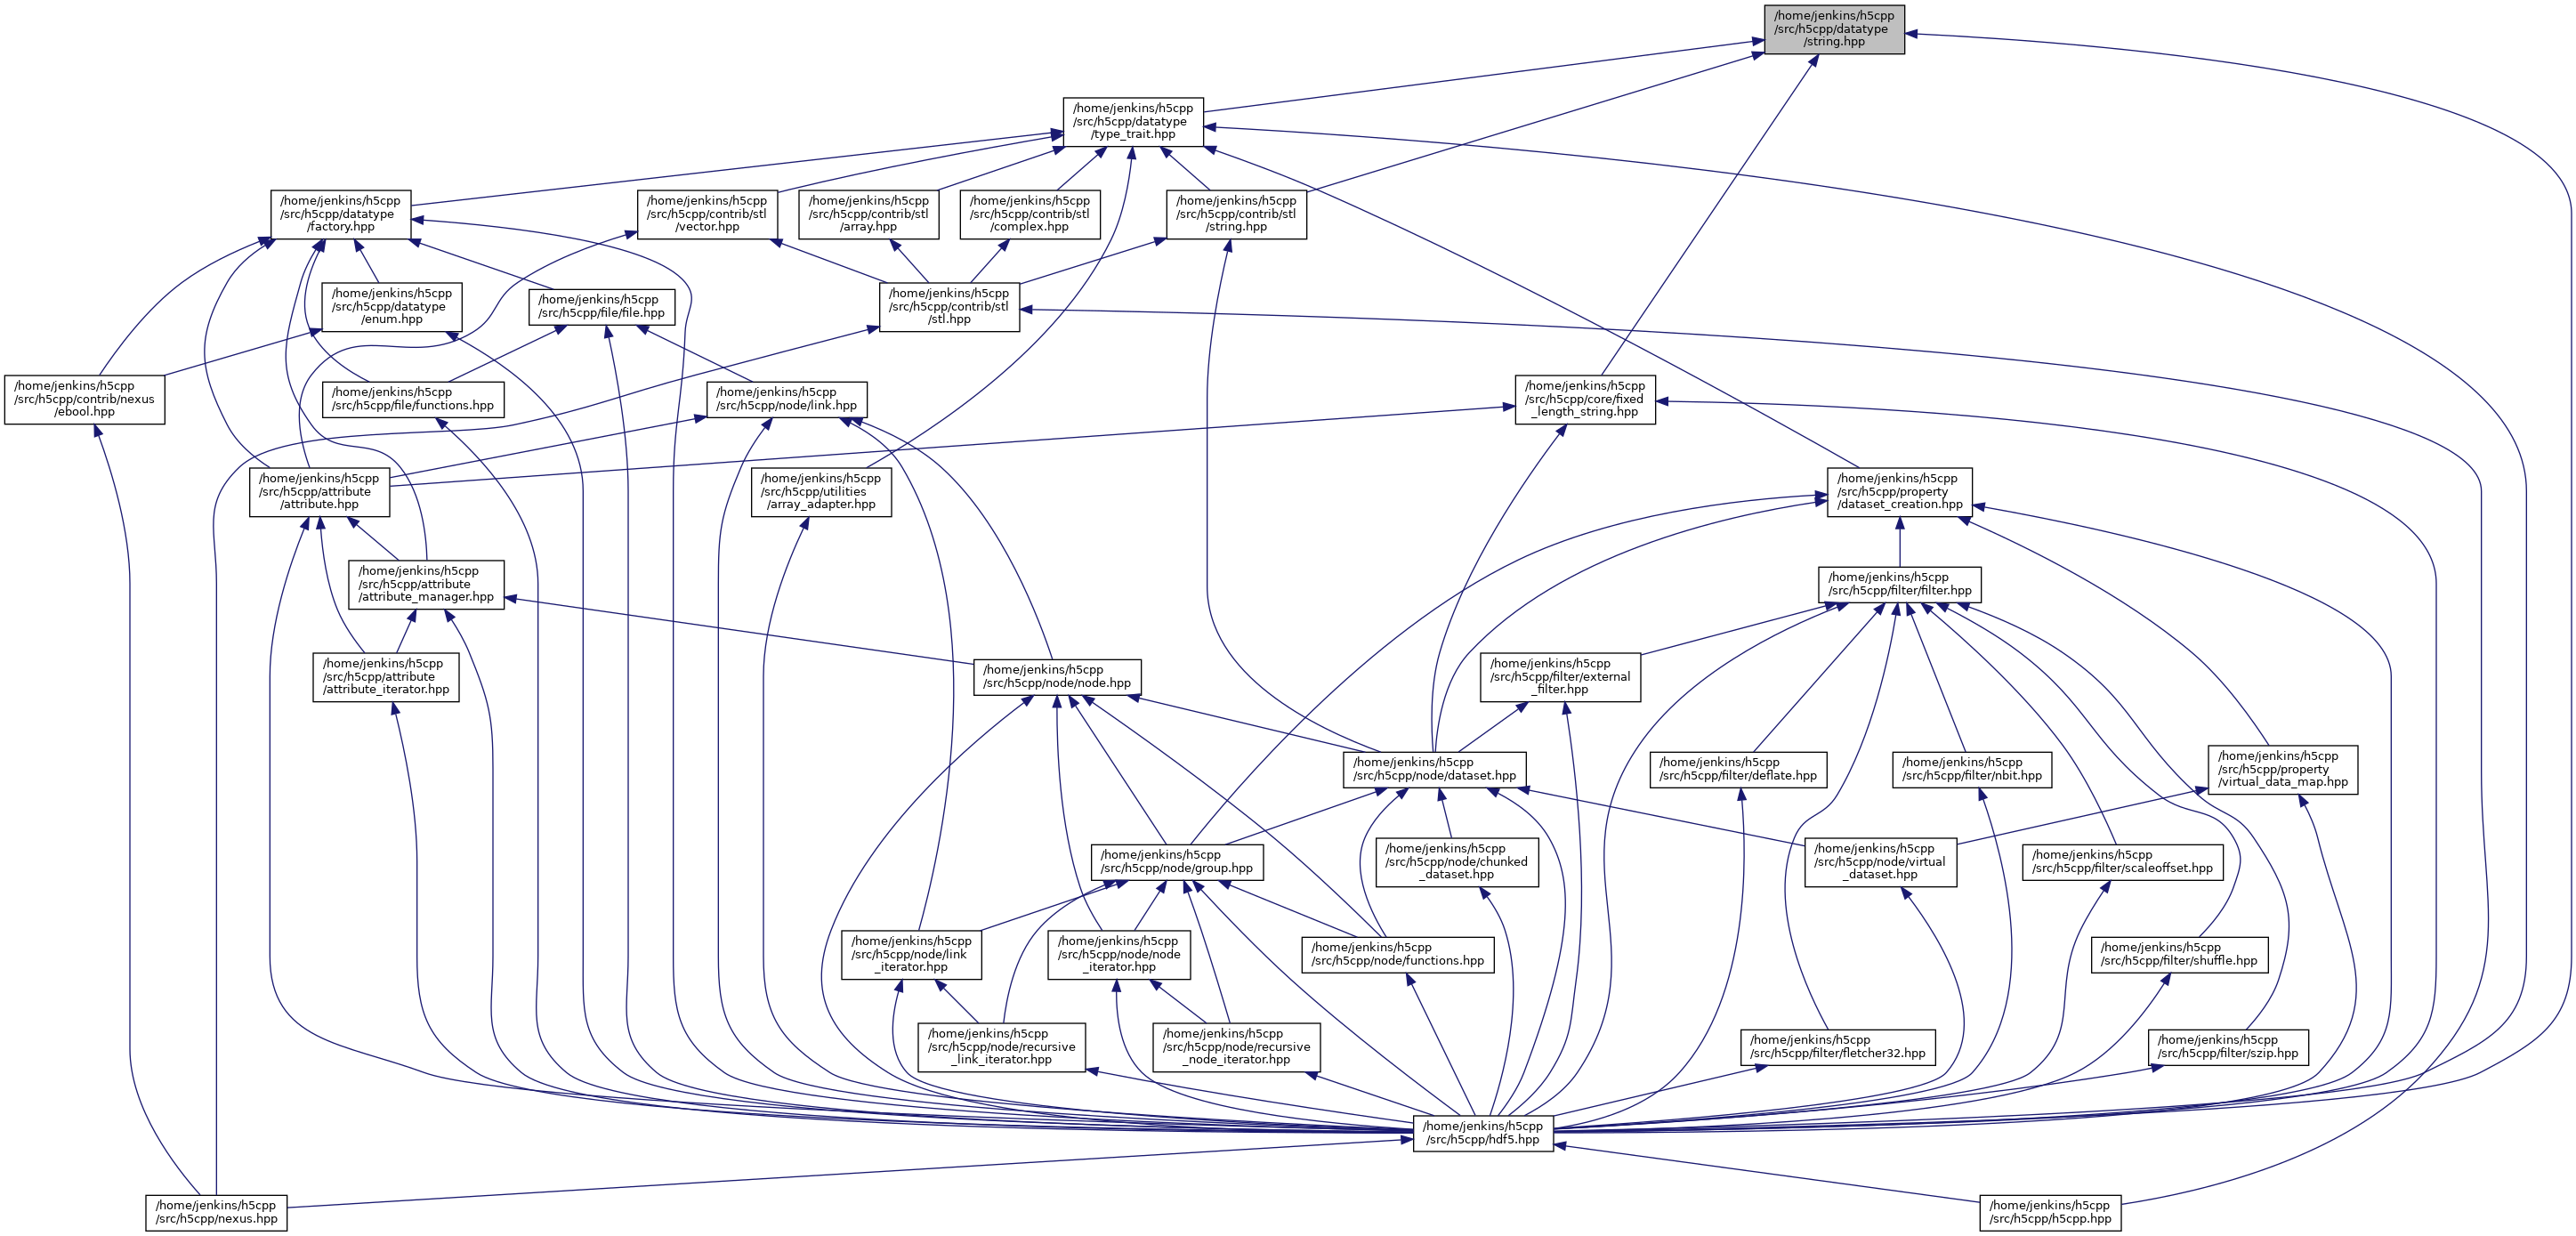 /home/jenkins/h5cpp
/src/h5cpp/datatype
/string.hpp
/home/jenkins/h5cpp
/src/h5cpp/datatype
/type_trait.hpp
/home/jenkins/h5cpp
/src/h5cpp/datatype
/factory.hpp
/home/jenkins/h5cpp
/src/h5cpp/contrib/stl
/vector.hpp
/home/jenkins/h5cpp
/src/h5cpp/contrib/stl
/array.hpp
/home/jenkins/h5cpp
/src/h5cpp/contrib/stl
/complex.hpp
/home/jenkins/h5cpp
/src/h5cpp/contrib/stl
/string.hpp
/home/jenkins/h5cpp
/src/h5cpp/datatype
/enum.hpp
/home/jenkins/h5cpp
/src/h5cpp/file/file.hpp
/home/jenkins/h5cpp
/src/h5cpp/contrib/stl
/stl.hpp
/home/jenkins/h5cpp
/src/h5cpp/contrib/nexus
/ebool.hpp
/home/jenkins/h5cpp
/src/h5cpp/file/functions.hpp
/home/jenkins/h5cpp
/src/h5cpp/node/link.hpp
/home/jenkins/h5cpp
/src/h5cpp/core/fixed
_length_string.hpp
/home/jenkins/h5cpp
/src/h5cpp/attribute
/attribute.hpp
/home/jenkins/h5cpp
/src/h5cpp/utilities
/array_adapter.hpp
/home/jenkins/h5cpp
/src/h5cpp/property
/dataset_creation.hpp
/home/jenkins/h5cpp
/src/h5cpp/attribute
/attribute_manager.hpp
/home/jenkins/h5cpp
/src/h5cpp/filter/filter.hpp
/home/jenkins/h5cpp
/src/h5cpp/attribute
/attribute_iterator.hpp
/home/jenkins/h5cpp
/src/h5cpp/node/node.hpp
/home/jenkins/h5cpp
/src/h5cpp/filter/external
_filter.hpp
/home/jenkins/h5cpp
/src/h5cpp/node/dataset.hpp
/home/jenkins/h5cpp
/src/h5cpp/filter/deflate.hpp
/home/jenkins/h5cpp
/src/h5cpp/filter/nbit.hpp
/home/jenkins/h5cpp
/src/h5cpp/property
/virtual_data_map.hpp
/home/jenkins/h5cpp
/src/h5cpp/node/group.hpp
/home/jenkins/h5cpp
/src/h5cpp/node/chunked
_dataset.hpp
/home/jenkins/h5cpp
/src/h5cpp/node/virtual
_dataset.hpp
/home/jenkins/h5cpp
/src/h5cpp/filter/scaleoffset.hpp
/home/jenkins/h5cpp
/src/h5cpp/node/link
_iterator.hpp
/home/jenkins/h5cpp
/src/h5cpp/node/node
_iterator.hpp
/home/jenkins/h5cpp
/src/h5cpp/node/functions.hpp
/home/jenkins/h5cpp
/src/h5cpp/filter/shuffle.hpp
/home/jenkins/h5cpp
/src/h5cpp/node/recursive
_link_iterator.hpp
/home/jenkins/h5cpp
/src/h5cpp/node/recursive
_node_iterator.hpp
/home/jenkins/h5cpp
/src/h5cpp/filter/fletcher32.hpp
/home/jenkins/h5cpp
/src/h5cpp/filter/szip.hpp
/home/jenkins/h5cpp
/src/h5cpp/hdf5.hpp
/home/jenkins/h5cpp
/src/h5cpp/nexus.hpp
/home/jenkins/h5cpp
/src/h5cpp/h5cpp.hpp